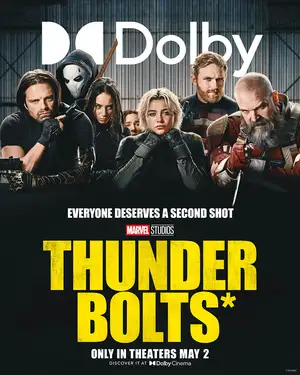 Dolby
EVERYONE DESERVES A SECOND SHOT
MARVEL STUDIOS
THUNDER
BOLTS*
ONLY IN THEATERS MAY 2
DISCOVER IT AT Dolby Cinema